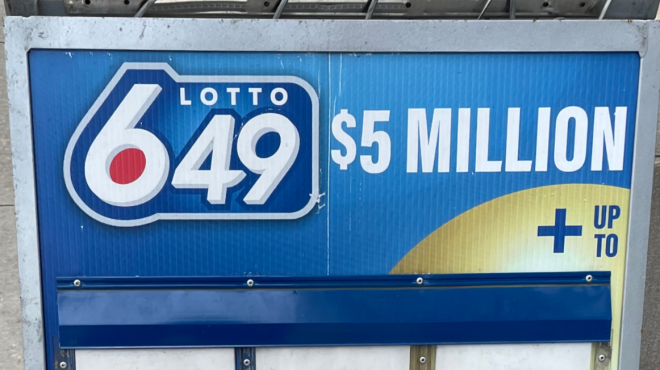 LOTTO
649
$5 MILLION
+ UP
TO